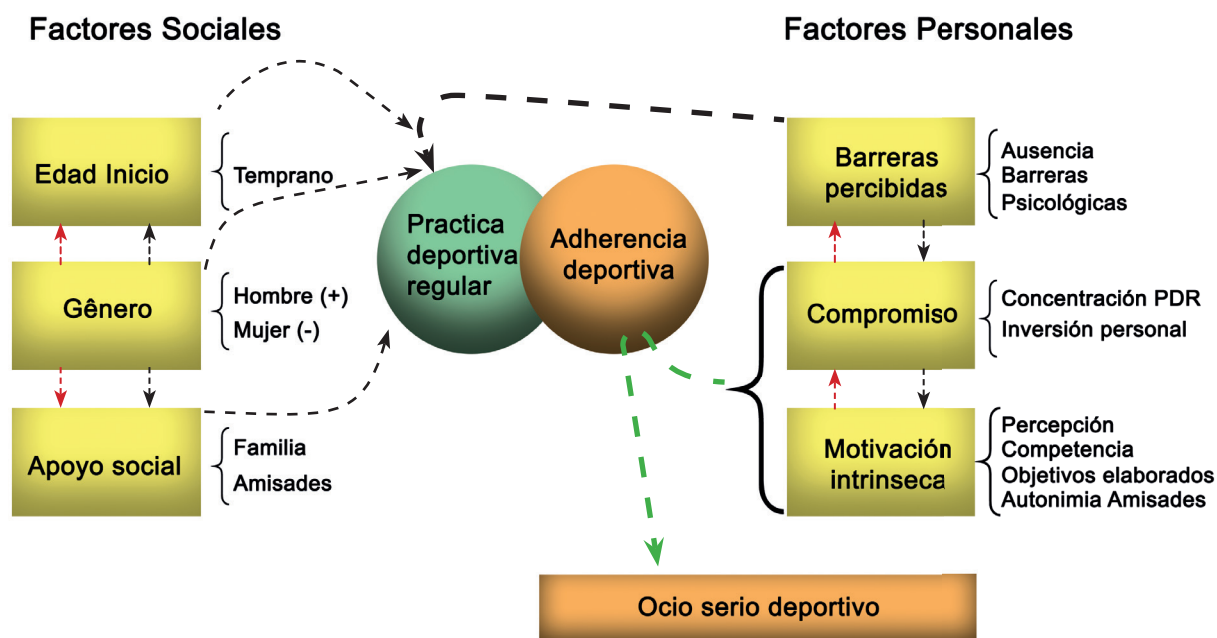 Factores Sociales
Factores Personales
Edad Inicio
Temprano
Gênero
Hombre (+)
Mujer (-)
Apoyo social
Familia
Amisades
Practica
deportiva
regular
Adherencia
deportiva
Barreras
percibidas
Ausencia
Barreras
Psicológicas
Compromiso
Concentración PDR
Inversión personal
Motivación
intrinseca
Percepción
Competencia
Objetivos elaborados
Autonimia Amisades
Ocio serio deportivo